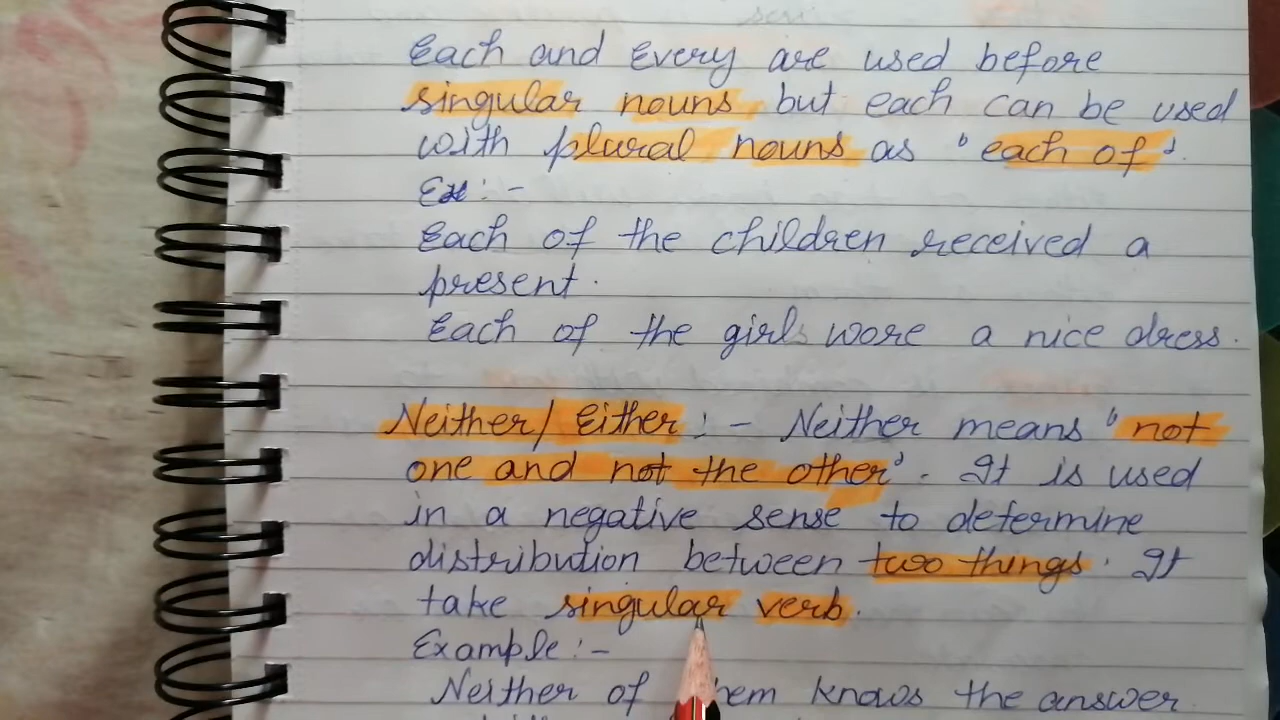 Each and Every are used before
singular nouns but each can be used
with plural nouns as 'each of'.
Ex:-
Each of the children received a
present.
Each of the girls wore a nice dress.
Neither/Either:- Neither means 'not
one and not the other'. It is used
in a negative sense to determine
distribution between two things. It
take singular verb.
Example:-
Neither of them knows the answer